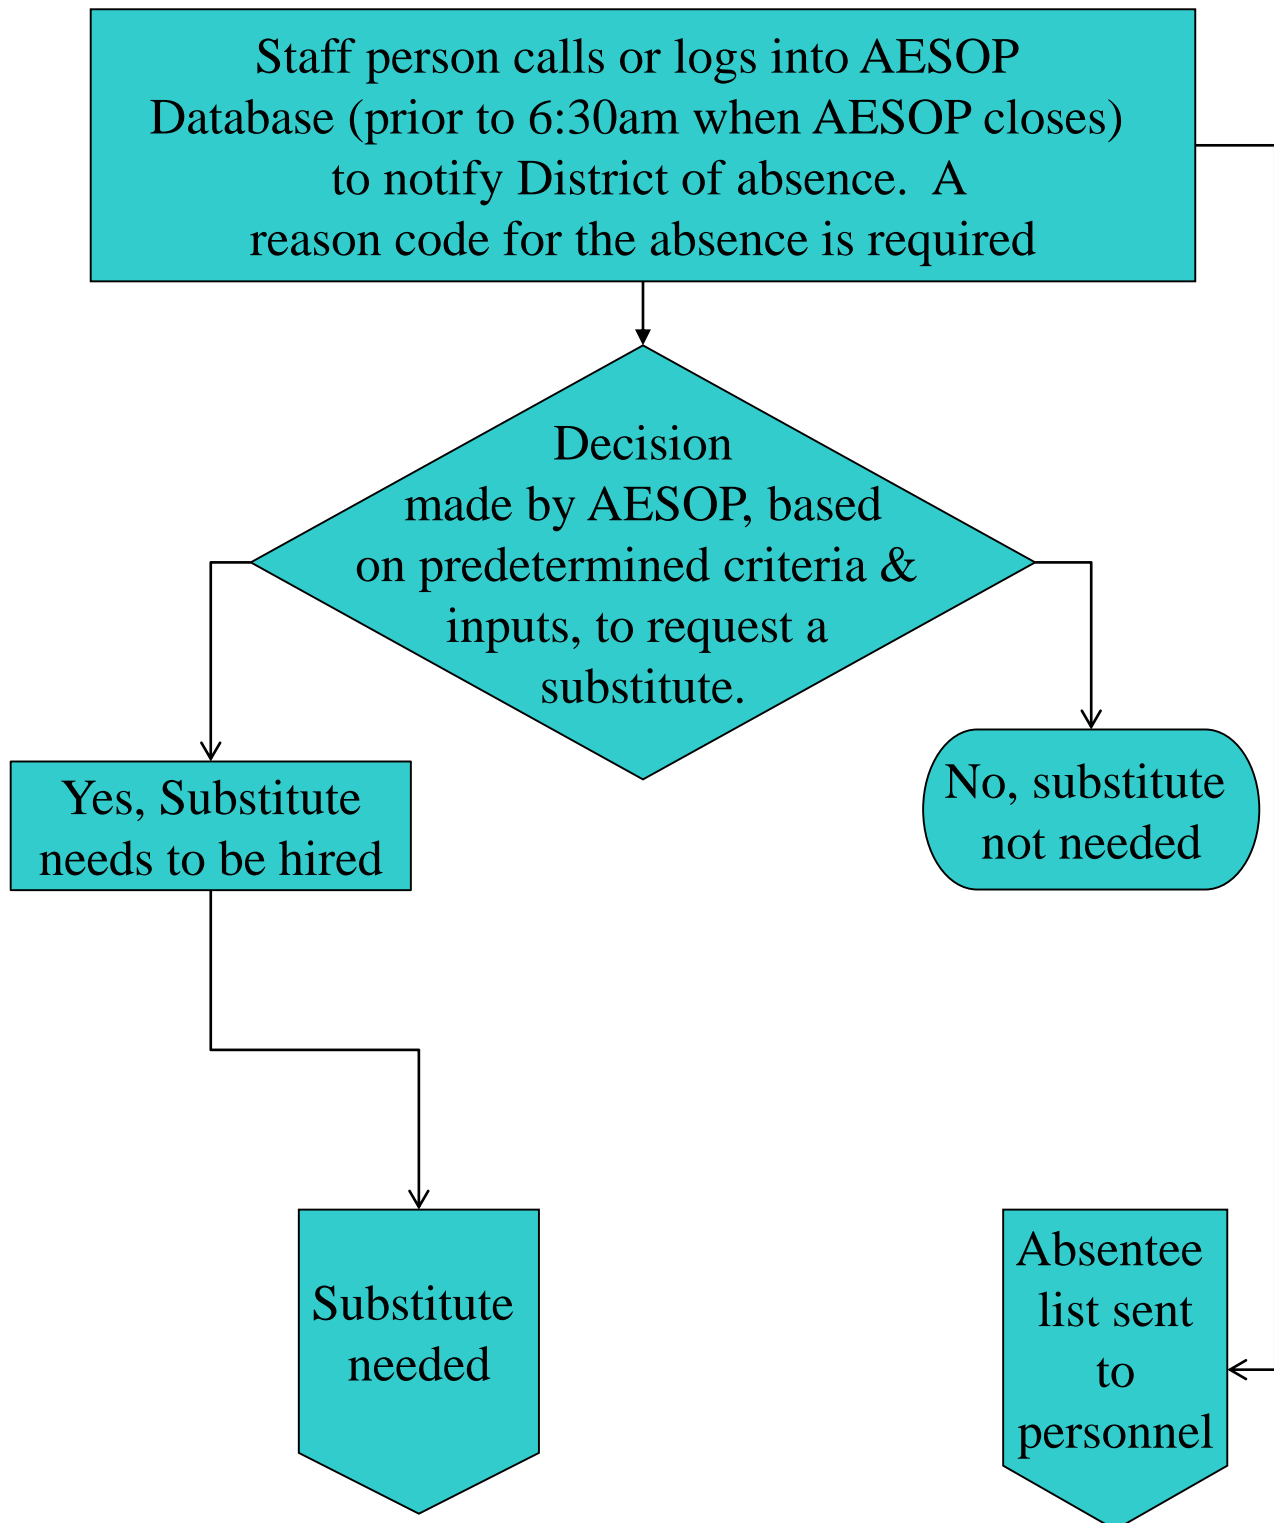 Staff person calls or logs into AESOP
Database (prior to 6:30am when AESOP closes)
to notify District of absence.  A
reason code for the absence is required
Decision
made by AESOP, based
on predetermined criteria &
inputs, to request a
substitute.
Yes, Substitute
needs to be hired
No, substitute
not needed
Substitute
needed
Absentee
list sent
to
personnel